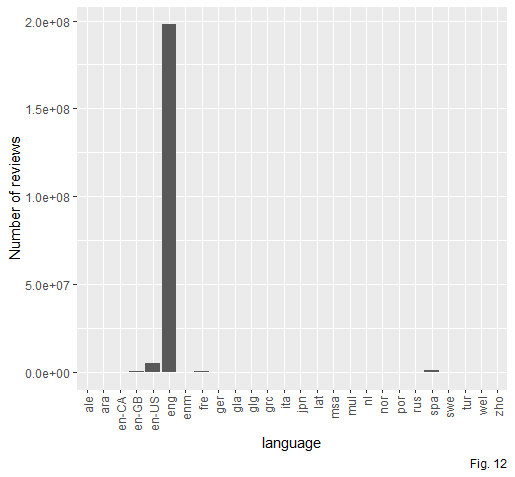 Number of reviews
2.0e+08
1.5e+08
1.0e+08
5.0e+07
0.0e+00
ale
ara
en-CA
en-GB
en-US
eng
enm
fre
ger
gla
glg
grc
ita
jpn
lat
msa
mul
nl
nor
por
rus
spa
swe
tur
wel
zho
language
Fig. 12